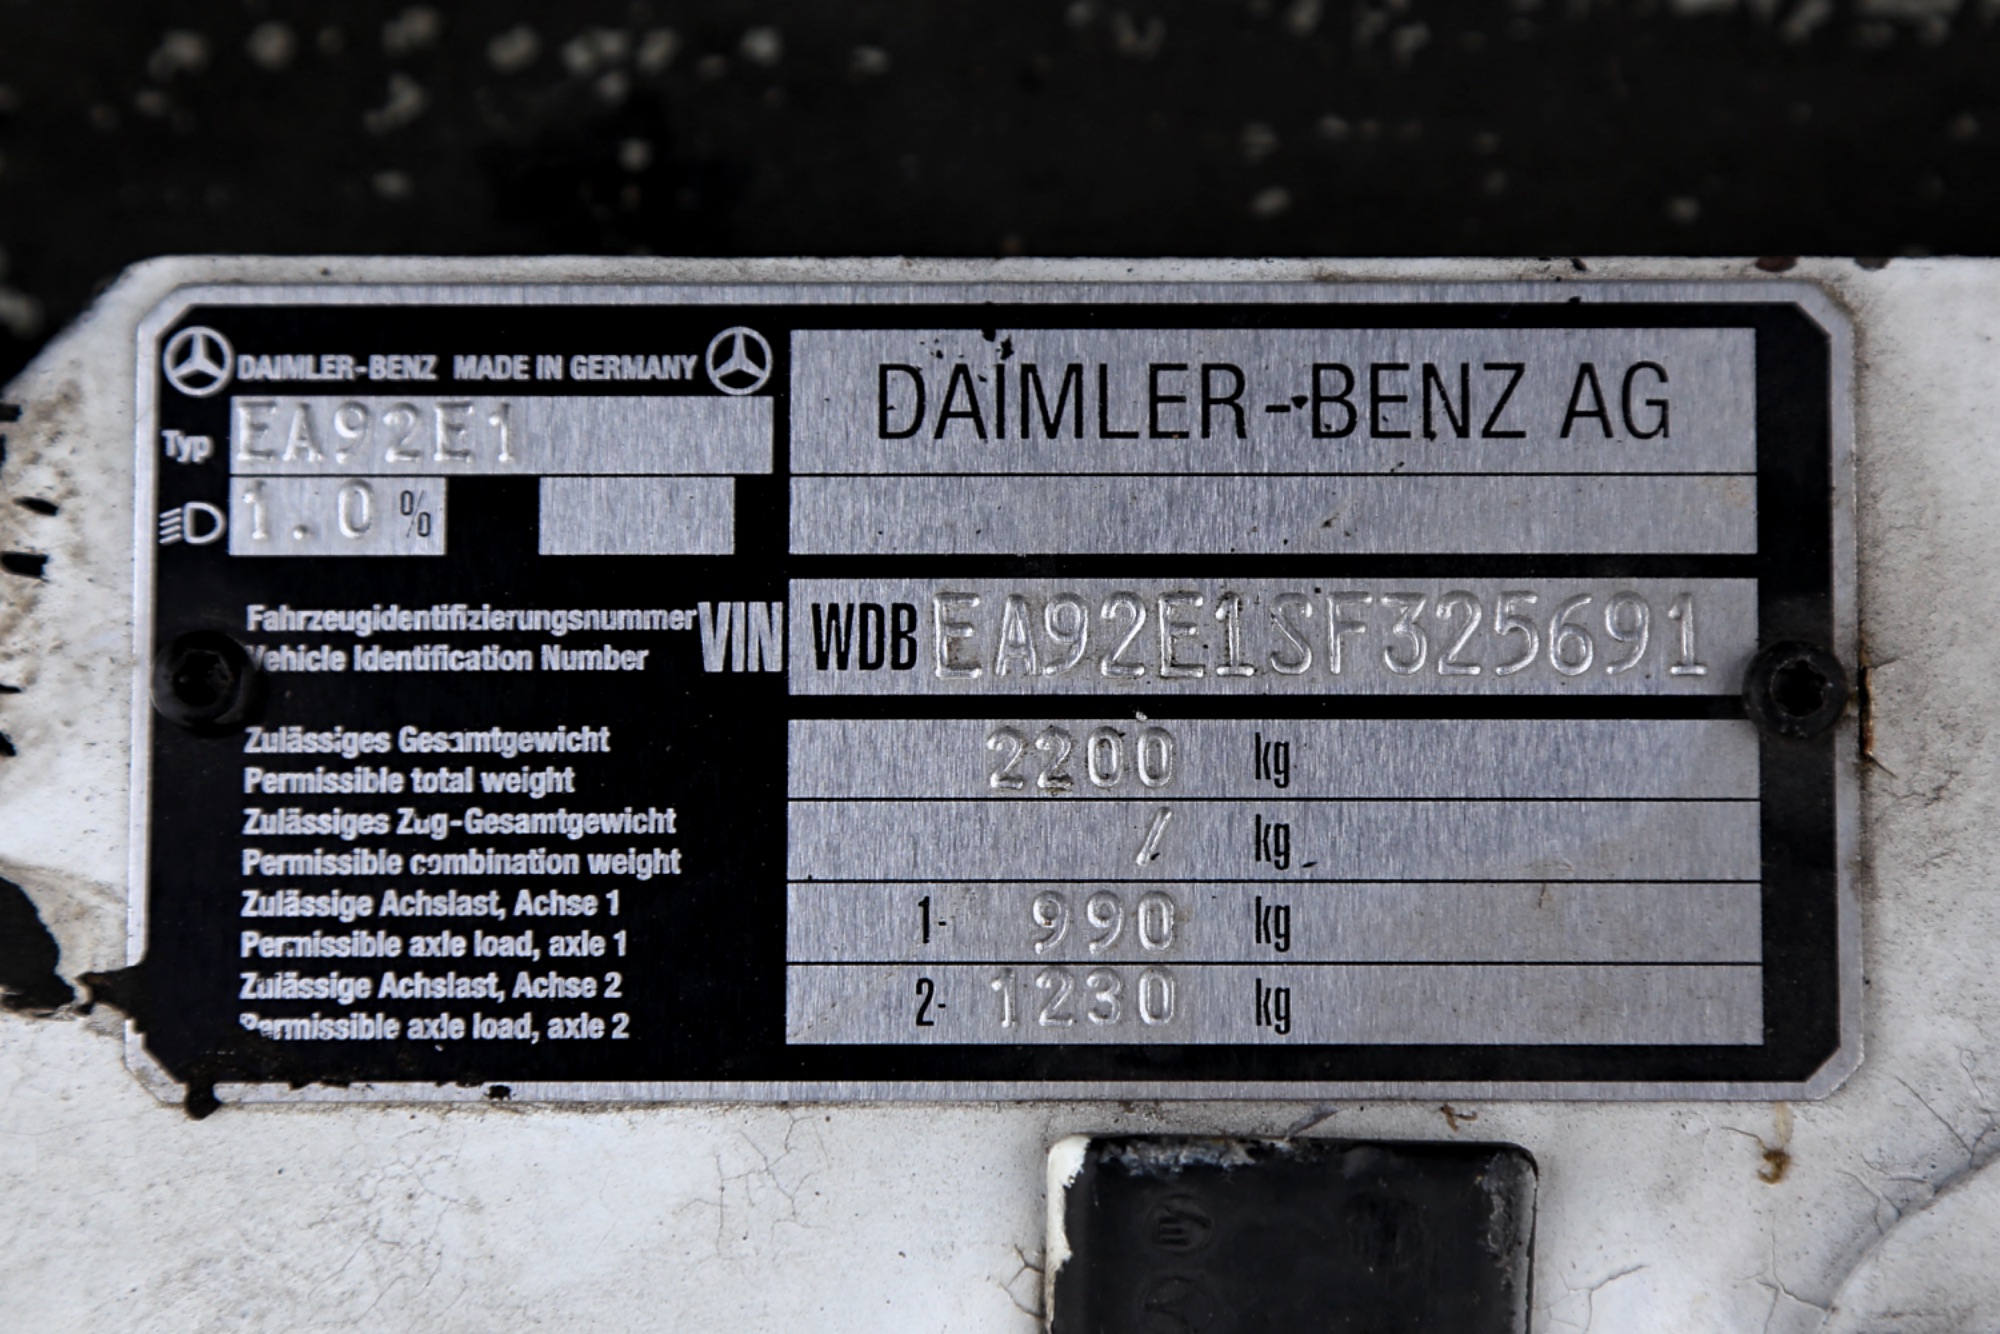 DAIMLER-BENZ MADE IN GERMANY
Typ EA92E1
1.0 %
DAIMLER-BENZ AG
Fahrzeugidentifizierungsnummer
Vehicle Identification Number
VIN WDB EA92E1SF325691
Zulässiges Gesamtgewicht
Permissible total weight
2200 kg
Zulässiges Zug-Gesamtgewicht
Permissible combination weight
/ kg
Zulässige Achslast, Achse 1
Permissible axle load, axle 1
1- 990 kg
Zulässige Achslast, Achse 2
Permissible axle load, axle 2
2- 1230 kg